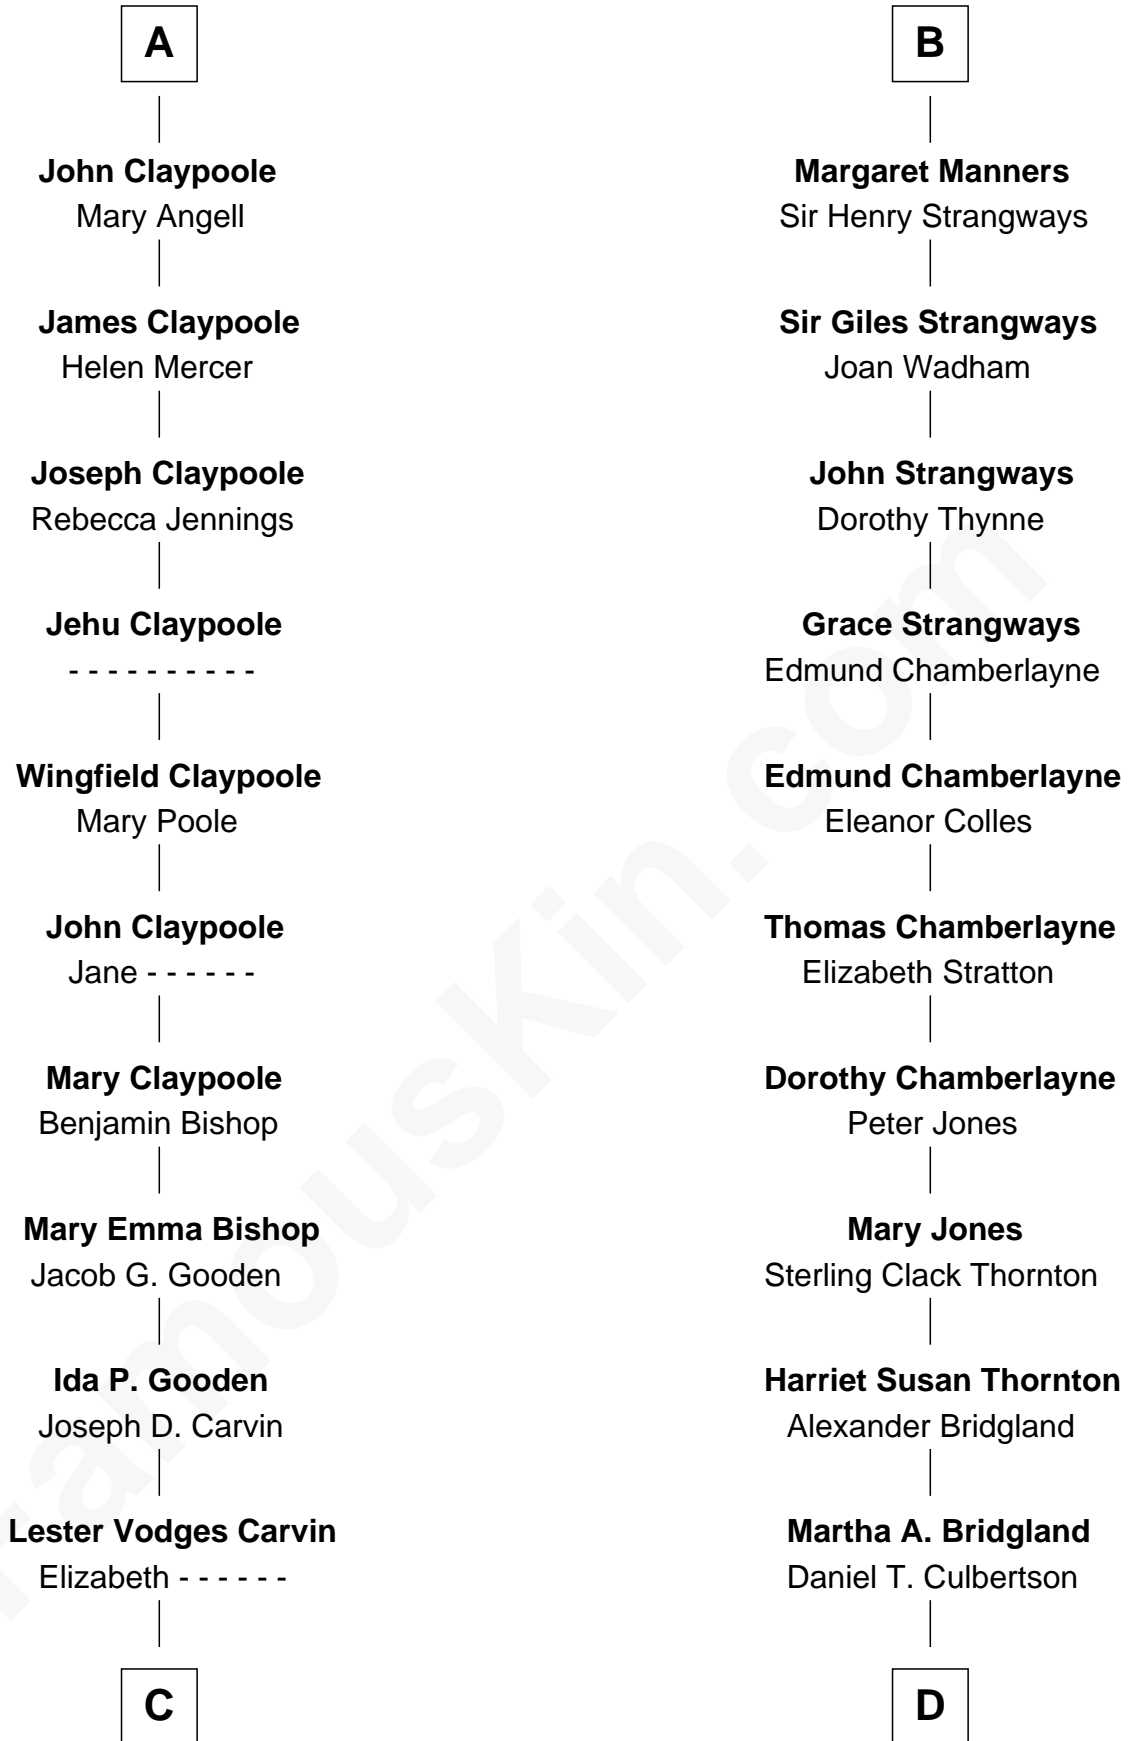 A
John Claypoole
Mary Angell
James Claypoole
Helen Mercer
Joseph Claypoole
Rebecca Jennings
Jehu Claypoole
- - - - - - - - - -
Wingfield Claypoole
Mary Poole
John Claypoole
Jane - - - - - -
Mary Claypoole
Benjamin Bishop
Mary Emma Bishop
Jacob G. Gooden
Ida P. Gooden
Joseph D. Carvin
Lester Vodges Carvin
Elizabeth - - - - - -
C
B
Margaret Manners
Sir Henry Strangways
Sir Giles Strangways
Joan Wadham
John Strangways
Dorothy Thynne
Grace Strangways
Edmund Chamberlayne
Edmund Chamberlayne
Eleanor Colles
Thomas Chamberlayne
Elizabeth Stratton
Dorothy Chamberlayne
Peter Jones
Mary Jones
Sterling Clack Thornton
Harriet Susan Thornton
Alexander Bridgland
Martha A. Bridgland
Daniel T. Culbertson
D
FamousKin.com